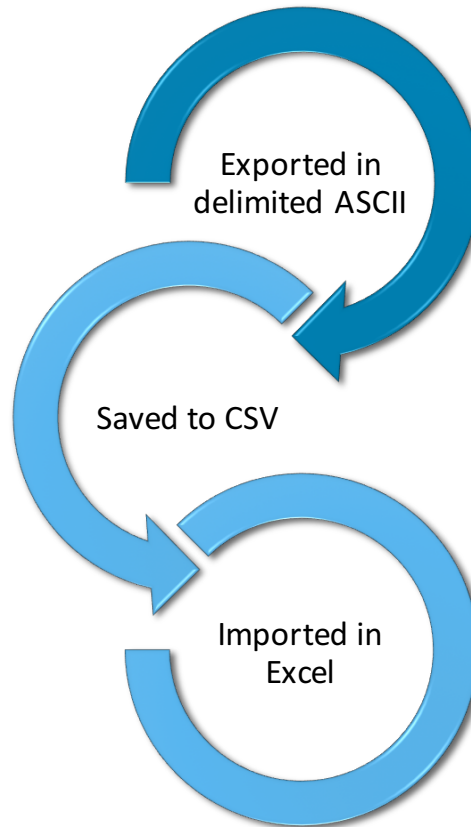 Exported in
delimited ASCII
Saved to CSV
Imported in
Excel